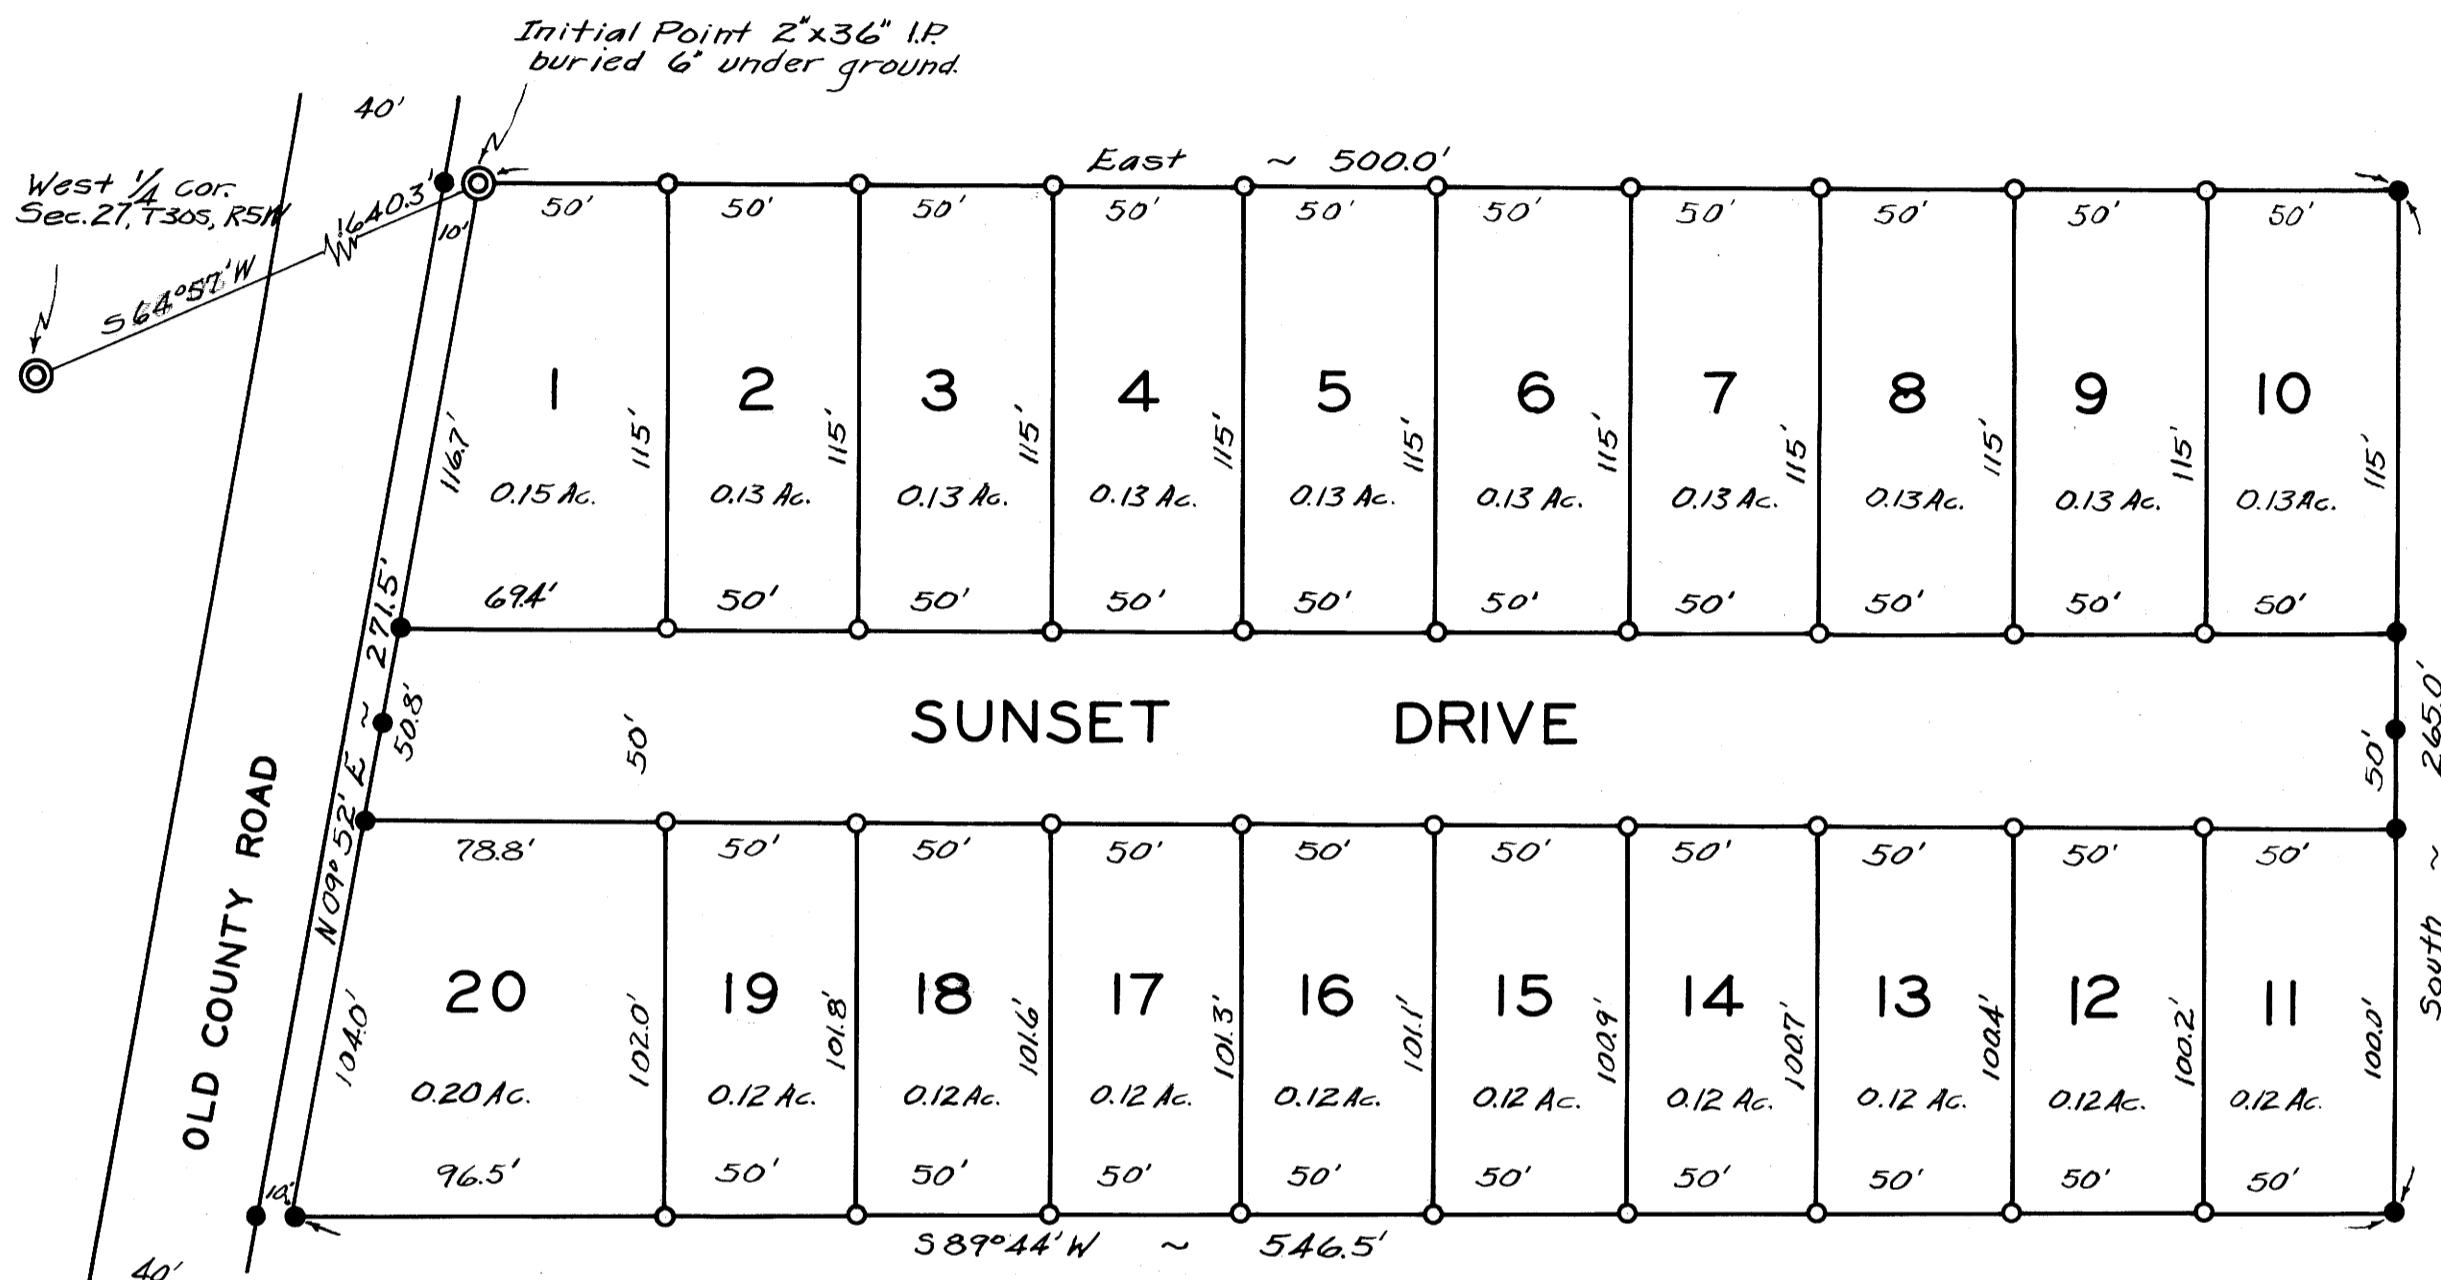 Initial Point 2"x36" I.P.
buried 6" under ground.
40'
West 1/4 cor.
Sec. 27, T30S, R5W
1640.3'
S 64°57' W
10'
East ~ 500.0'
50' 50' 50' 50' 50' 50' 50' 50' 50' 50'
1 2 3 4 5 6 7 8 9 10
116.7' 115' 115' 115' 115' 115' 115' 115' 115' 115' 115'
0.15 Ac. 0.13 Ac. 0.13 Ac. 0.13 Ac. 0.13 Ac. 0.13 Ac. 0.13 Ac. 0.13 Ac. 0.13 Ac. 0.13 Ac.
69.4' 50' 50' 50' 50' 50' 50' 50' 50' 50'
N 09°52' E ~ 271.5'
50.8'
50'
SUNSET DRIVE
50'
South ~ 265.0'
OLD COUNTY ROAD
78.8' 50' 50' 50' 50' 50' 50' 50' 50' 50'
20 19 18 17 16 15 14 13 12 11
104.0' 102.0' 101.8' 101.6' 101.3' 101.1' 100.9' 100.7' 100.4' 100.2' 100.0'
0.20 Ac. 0.12 Ac. 0.12 Ac. 0.12 Ac. 0.12 Ac. 0.12 Ac. 0.12 Ac. 0.12 Ac. 0.12 Ac. 0.12 Ac.
96.5' 50' 50' 50' 50' 50' 50' 50' 50' 50'
10'
S 89°44' W ~ 546.5'
40'